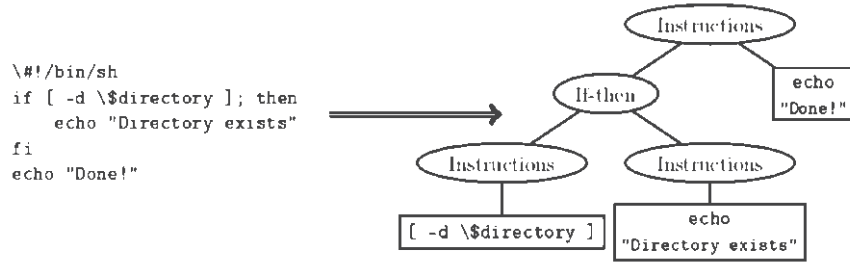 \#!/bin/sh
if [ -d \$directory ]; then
    echo "Directory exists"
fi
echo "Done!"
Instructions
If-then
echo
"Done!"
Instructions
Instructions
[ -d \$directory ]
echo
"Directory exists"